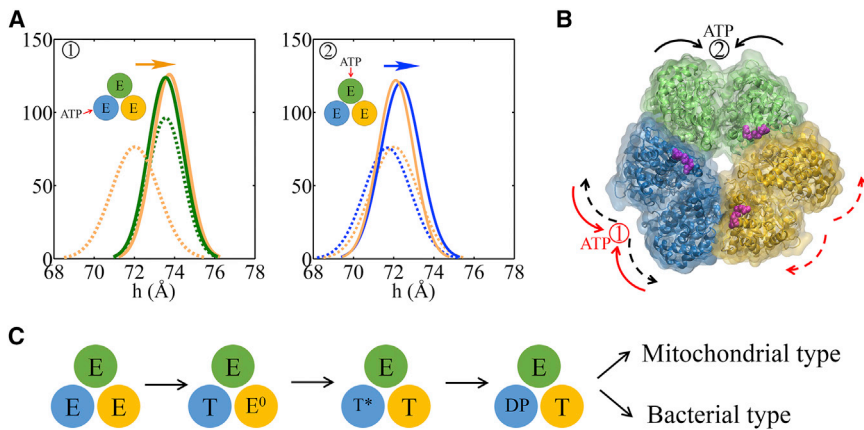 A
150
100
50
0
68 70 72 74 76 78
h (Å)
①
ATP
E
E E
150
100
50
0
68 70 72 74 76 78
h (Å)
②
ATP
E
E E
B
ATP
②
ATP ①
C
E
E E
E
T E⁰
E
T* T
E
DP T
Mitochondrial type
Bacterial type